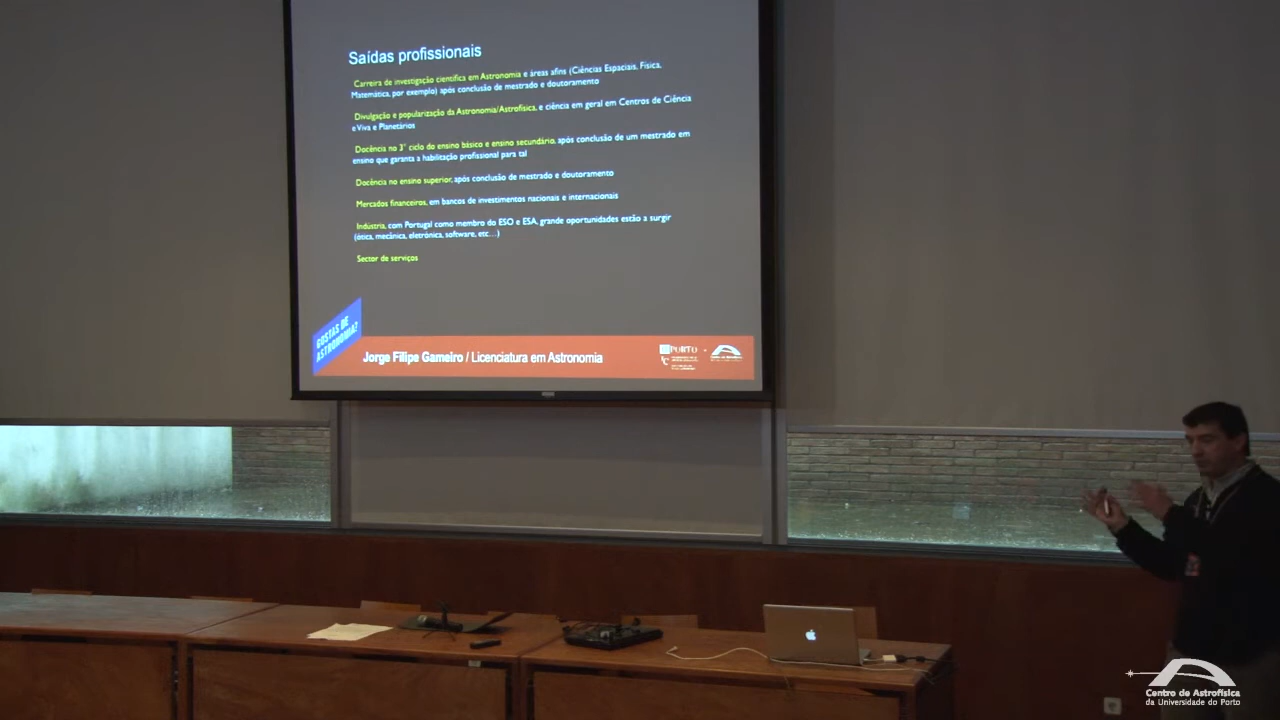 Saídas profissionais
Carreira de investigação científica em Astronomia e áreas afins (Ciências Espaciais, Física,
Matemática, por exemplo) após conclusão de mestrado e doutoramento
Divulgação e popularização da Astronomia/Astrofísica, e ciência em geral em Centros de Ciência
e Viva e Planetários
Docência no 3° ciclo do ensino básico e ensino secundário, após conclusão de um mestrado em
ensino que garanta a habilitação profissional para tal
Docência no ensino superior, após conclusão de mestrado e doutoramento
Mercados financeiros, em bancos de investimentos nacionais e internacionais
Indústria, com Portugal como membro do ESO e ESA, grande oportunidades estão a surgir
(ótica, mecânica, eletrónica, software, etc…)
Sector de serviços
GOSTAS DE
ASTRONOMIA?
Jorge Filipe Gameiro / Licenciatura em Astronomia
PORTO
FC
Centro de Astrofísica
da Universidade do Porto